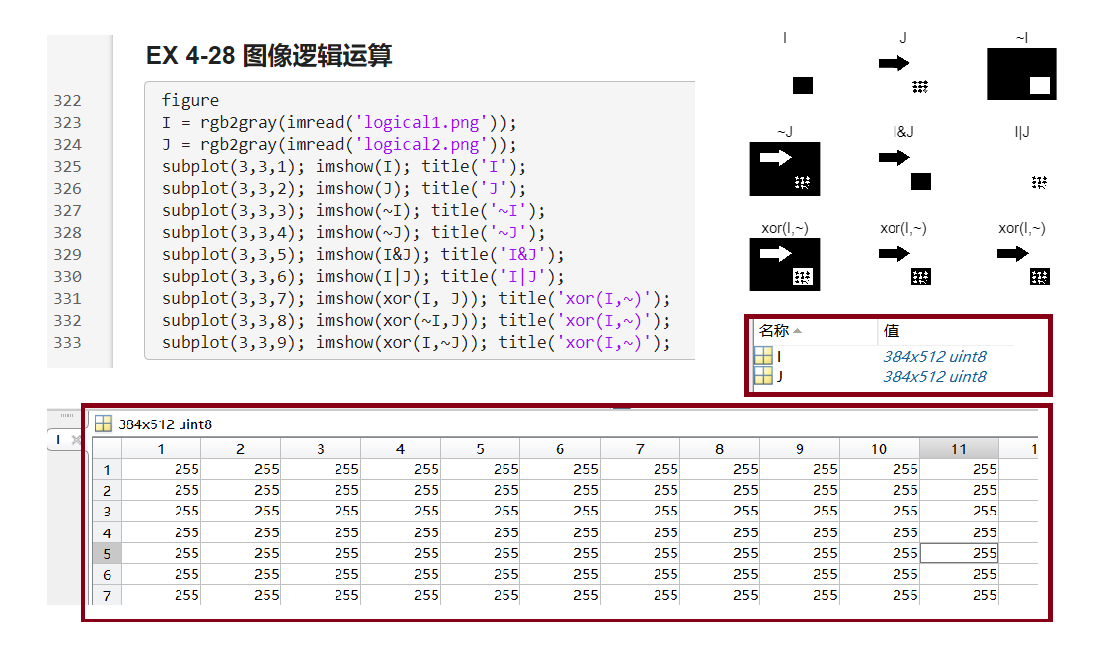 EX 4-28 图像逻辑运算
322 figure
323 I = rgb2gray(imread('logical1.png'));
324 J = rgb2gray(imread('logical2.png'));
325 subplot(3,3,1); imshow(I); title('I');
326 subplot(3,3,2); imshow(J); title('J');
327 subplot(3,3,3); imshow(~I); title('~I');
328 subplot(3,3,4); imshow(~J); title('~J');
329 subplot(3,3,5); imshow(I&J); title('I&J');
330 subplot(3,3,6); imshow(I|J); title('I|J');
331 subplot(3,3,7); imshow(xor(I, J)); title('xor(I,~)');
332 subplot(3,3,8); imshow(xor(~I,J)); title('xor(I,~)');
333 subplot(3,3,9); imshow(xor(I,~J)); title('xor(I,~)');
I J ~I
~J I&J I|J
xor(I,~) xor(I,~) xor(I,~)
名称 值
I 384x512 uint8
J 384x512 uint8
I
384x512 uint8
1 2 3 4 5 6 7 8 9 10 11 1
1 255 255 255 255 255 255 255 255 255 255 255
2 255 255 255 255 255 255 255 255 255 255 255
3 255 255 255 255 255 255 255 255 255 255 255
4 255 255 255 255 255 255 255 255 255 255 255
5 255 255 255 255 255 255 255 255 255 255 255
6 255 255 255 255 255 255 255 255 255 255 255
7 255 255 255 255 255 255 255 255 255 255 255